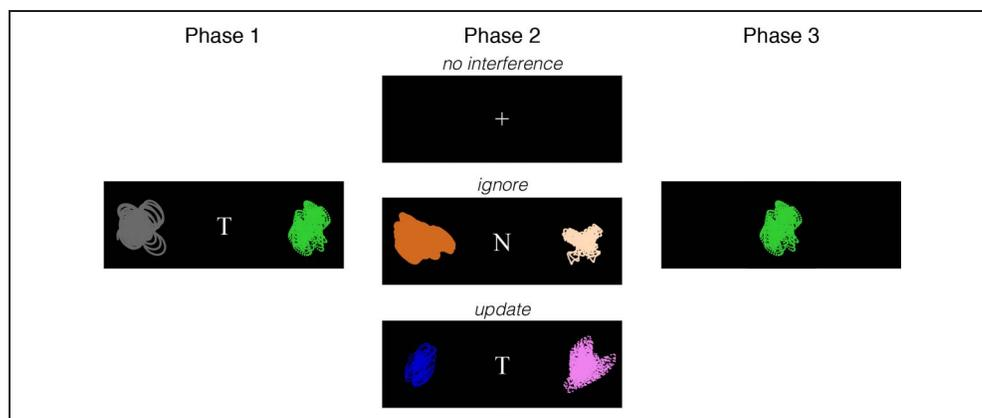 Phase 1 Phase 2 Phase 3
no interference
+
ignore
T N
update
T